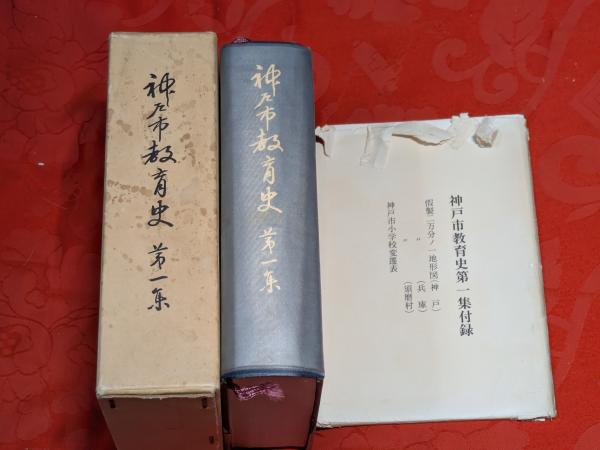 神戸市教育史 第一集
神戸市教育史 第一集
神戸市教育史第一集付録
仮製二万分ノ一地形図(神戸)
〃 (兵庫)
〃 (須磨村)
神戸市小学校変遷表